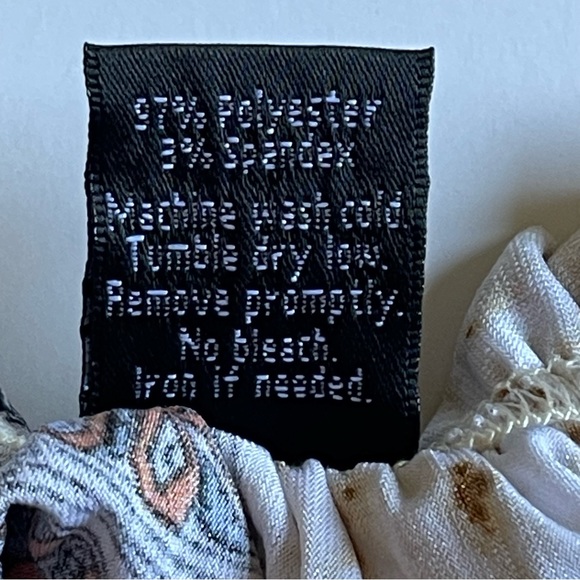 97% Polyester
3% Spandex
Machine wash cold.
Tumble dry low.
Remove promptly.
No bleach.
Iron if needed.